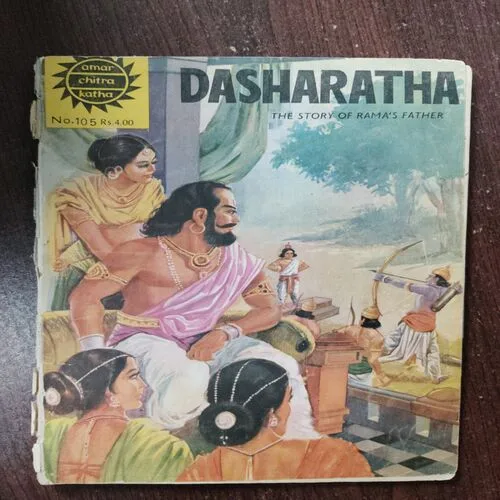 amar
chitra
katha
No.105 Rs.4.00
DASHARATHA
THE STORY OF RAMA'S FATHER